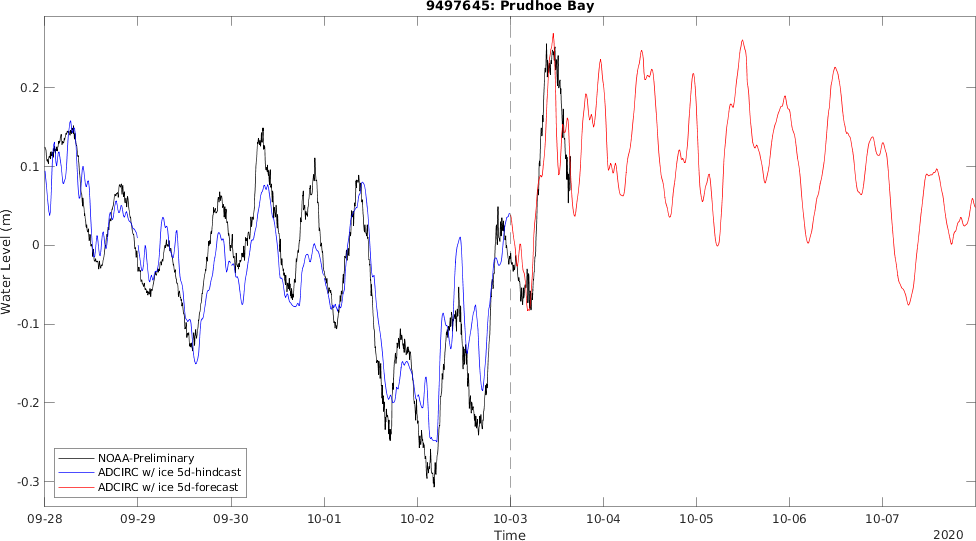 9497645: Prudhoe Bay
Water Level (m)
0.2
0.1
0
-0.1
-0.2
-0.3
NOAA-Preliminary
ADCIRC w/ ice 5d-hindcast
ADCIRC w/ ice 5d-forecast
09-28 09-29 09-30 10-01 10-02 10-03 10-04 10-05 10-06 10-07
Time
2020